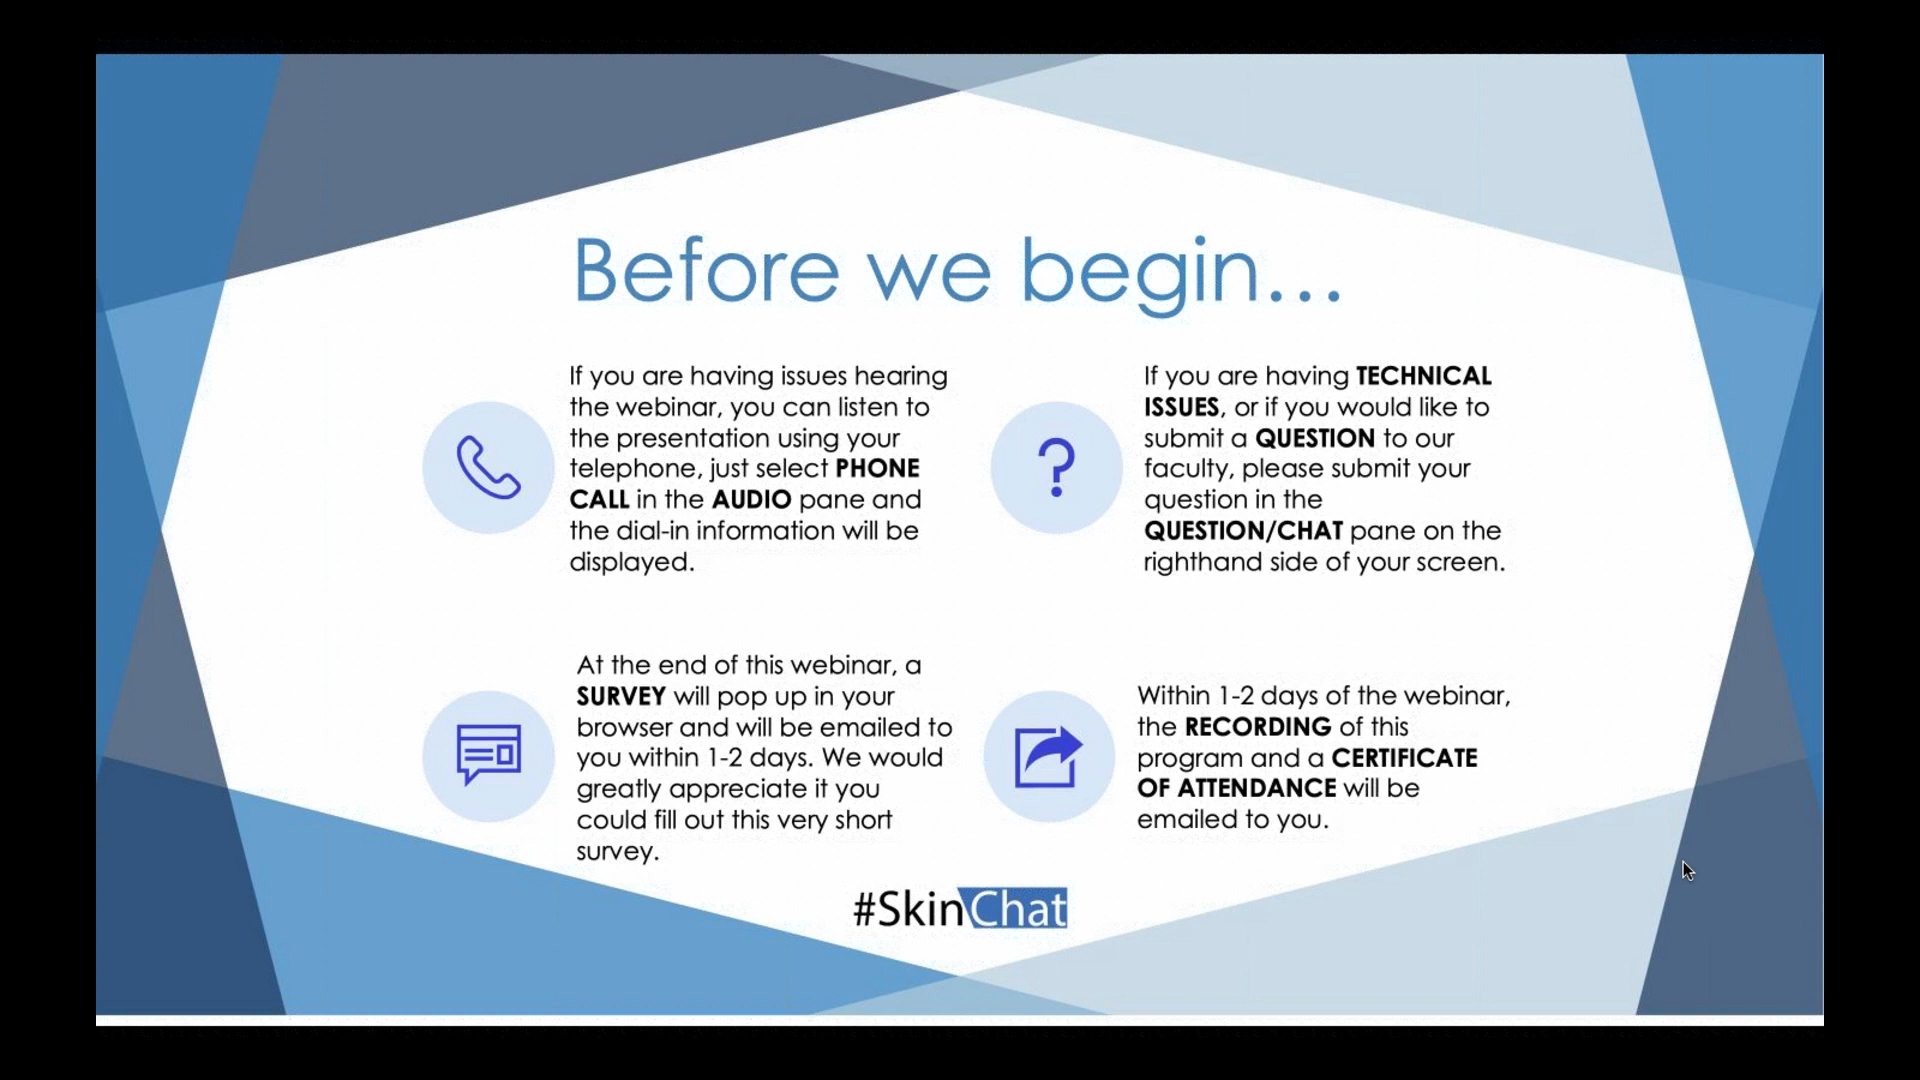 Before we begin...
If you are having issues hearing
the webinar, you can listen to
the presentation using your
telephone, just select PHONE
CALL in the AUDIO pane and
the dial-in information will be
displayed.
If you are having TECHNICAL
ISSUES, or if you would like to
submit a QUESTION to our
faculty, please submit your
question in the
QUESTION/CHAT pane on the
righthand side of your screen.
At the end of this webinar, a
SURVEY will pop up in your
browser and will be emailed to
you within 1-2 days. We would
greatly appreciate it you
could fill out this very short
survey.
Within 1-2 days of the webinar,
the RECORDING of this
program and a CERTIFICATE
OF ATTENDANCE will be
emailed to you.
#SkinChat